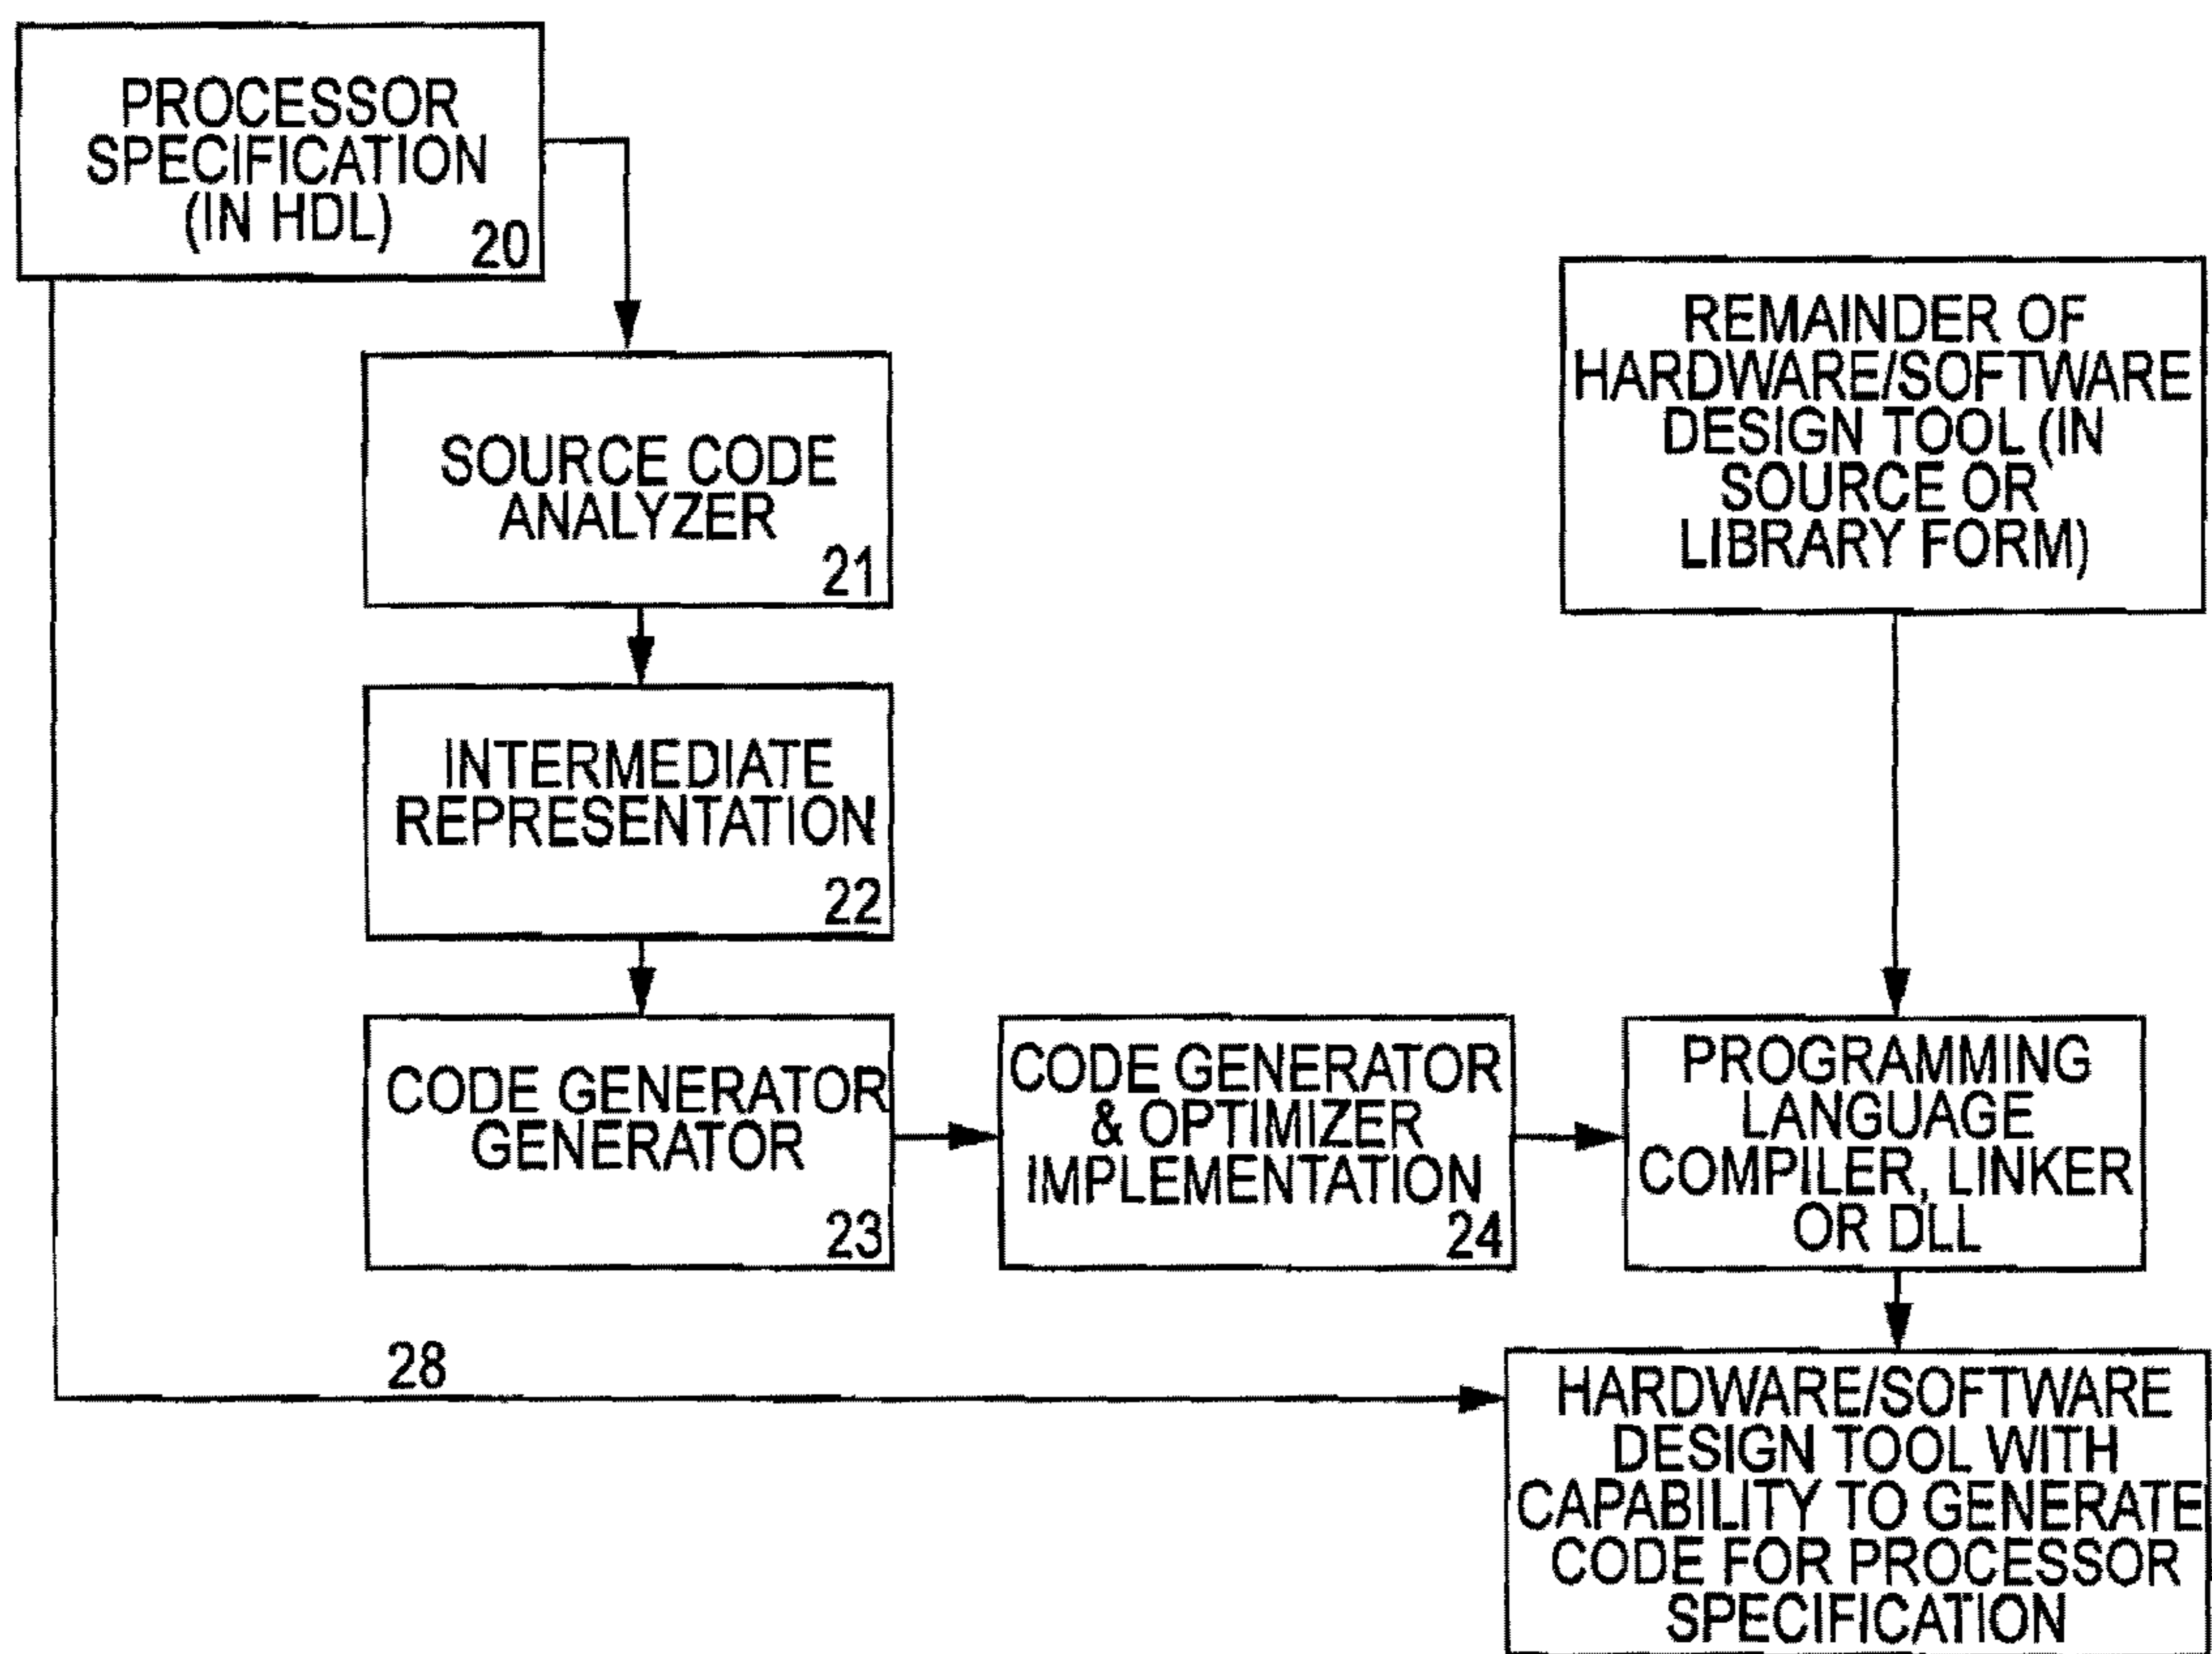 PROCESSOR
SPECIFICATION
(IN HDL)
20
REMAINDER OF
HARDWARE/SOFTWARE
DESIGN TOOL (IN
SOURCE OR
LIBRARY FORM)
SOURCE CODE
ANALYZER
21
INTERMEDIATE
REPRESENTATION
22
CODE GENERATOR
GENERATOR
23
CODE GENERATOR
& OPTIMIZER
IMPLEMENTATION
24
PROGRAMMING
LANGUAGE
COMPILER, LINKER
OR DLL
28
HARDWARE/SOFTWARE
DESIGN TOOL WITH
CAPABILITY TO GENERATE
CODE FOR PROCESSOR
SPECIFICATION